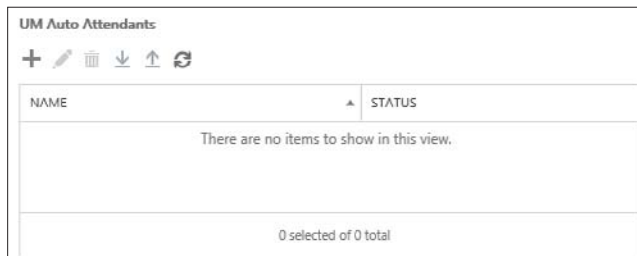 UM Auto Attendants
NAME STATUS
There are no items to show in this view.
0 selected of 0 total